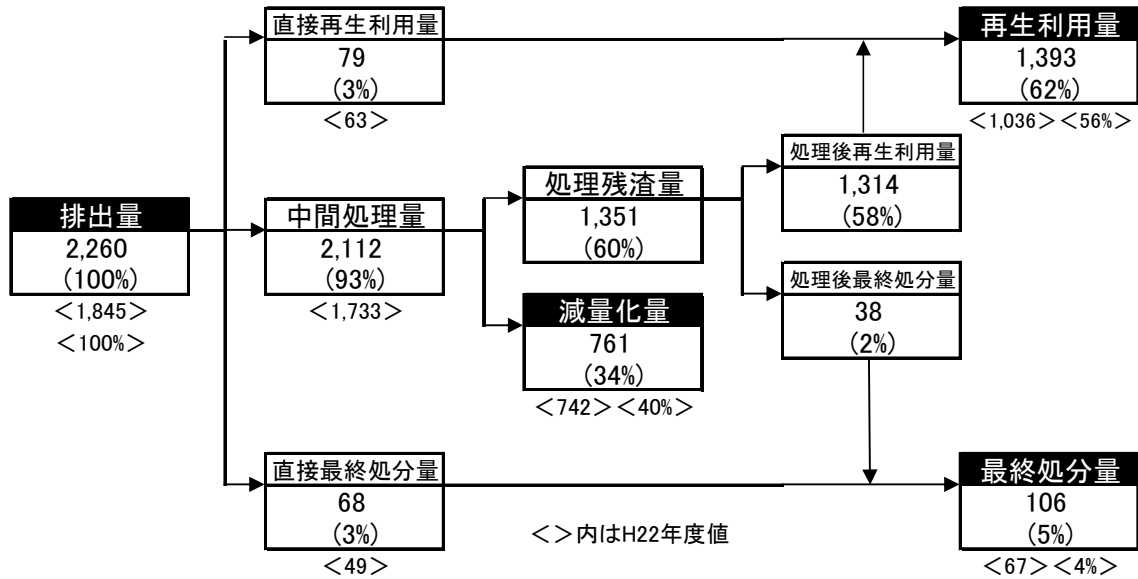 直接再生利用量
79
(3%)
<63>
再生利用量
1,393
(62%)
<1,036> <56%>
処理後再生利用量
1,314
(58%)
処理残渣量
1,351
(60%)
排出量
2,260
(100%)
<1,845>
<100%>
中間処理量
2,112
(93%)
<1,733>
減量化量
761
(34%)
<742> <40%>
処理後最終処分量
38
(2%)
直接最終処分量
68
(3%)
<49>
<>内はH22年度値
最終処分量
106
(5%)
<67> <4%>